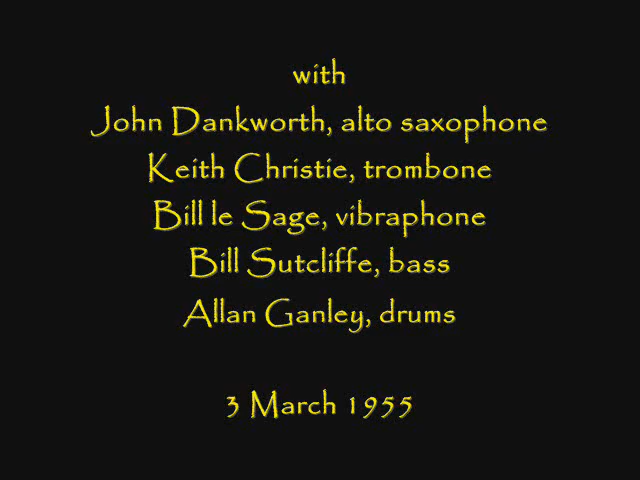 with
John Dankworth, alto saxophone
Keith Christie, trombone
Bill le Sage, vibraphone
Bill Sutcliffe, bass
Allan Ganley, drums
3 March 1955